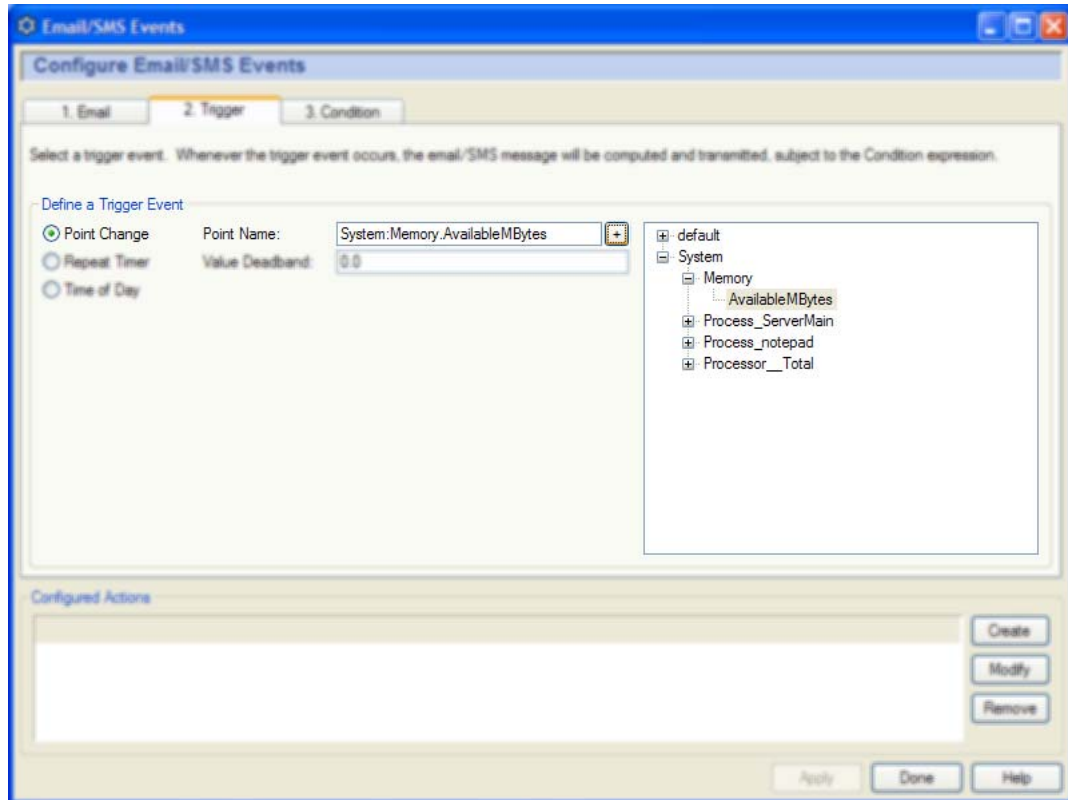 Email/SMS Events
Configure Email/SMS Events
1. Email 2. Trigger 3. Condition
Select a trigger event. Whenever the trigger event occurs, the email/SMS message will be computed and transmitted, subject to the Condition expression.
Define a Trigger Event
Point Change Point Name: System:Memory.AvailableMBytes +
Repeat Timer Value Deadband: 0.0
Time of Day
default
System
Memory
AvailableMBytes
Process_ServerMain
Process_notepad
Processor__Total
Configured Actions
Create
Modify
Remove
Apply Done Help